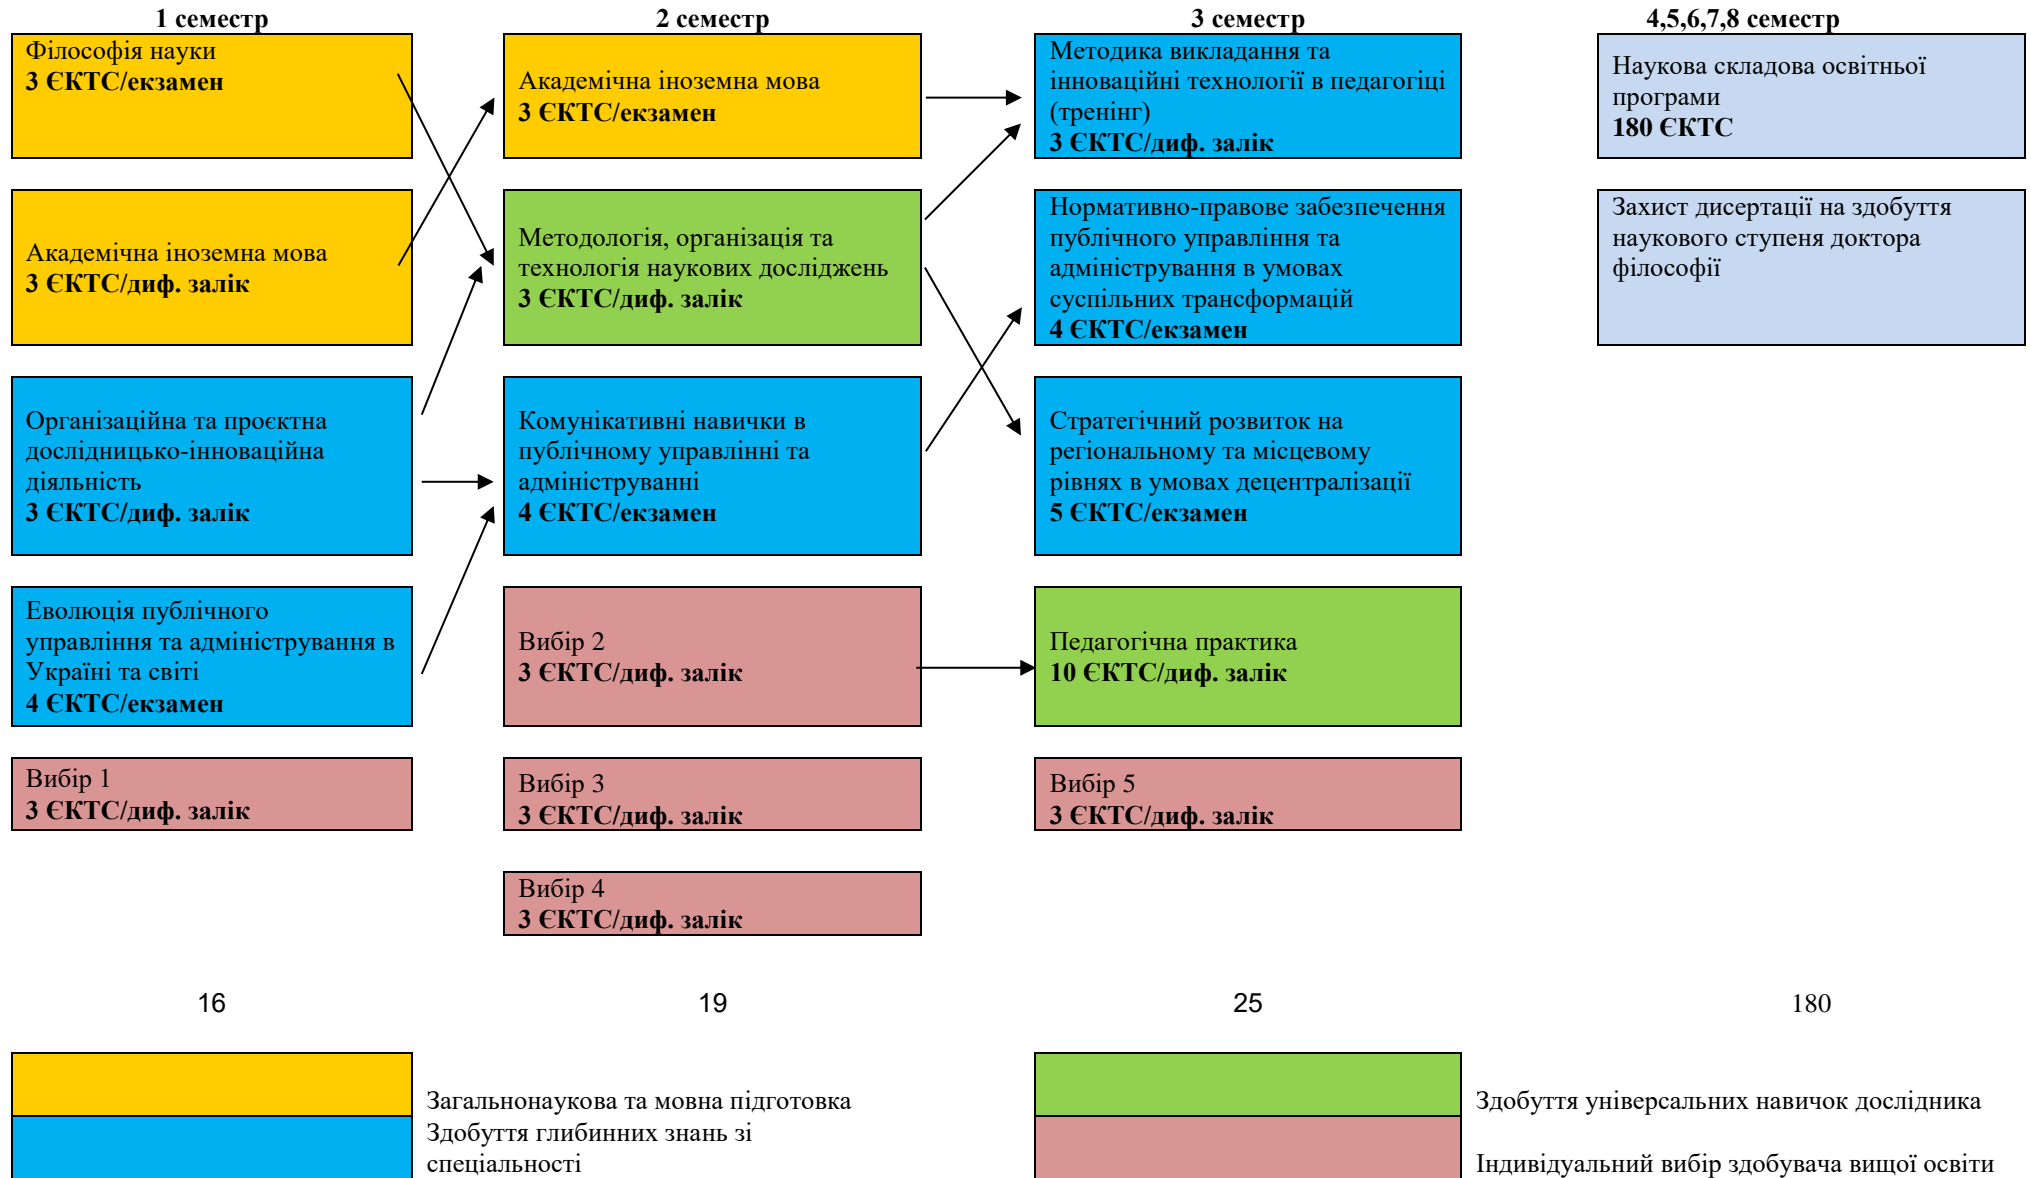 1 семестр
Філософія науки
3 ЄКТС/екзамен
Академічна іноземна мова
3 ЄКТС/диф. залік
Організаційна та проєктна
дослідницько-інноваційна
діяльність
3 ЄКТС/диф. залік
Еволюція публічного
управління та адміністрування в
Україні та світі
4 ЄКТС/екзамен
Вибір 1
3 ЄКТС/диф. залік
16
2 семестр
Академічна іноземна мова
3 ЄКТС/екзамен
Методологія, організація та
технологія наукових досліджень
3 ЄКТС/диф. залік
Комунікативні навички в
публічному управлінні та
адмініструванні
4 ЄКТС/екзамен
Вибір 2
3 ЄКТС/диф. залік
Вибір 3
3 ЄКТС/диф. залік
Вибір 4
3 ЄКТС/диф. залік
19
3 семестр
Методика викладання та
інноваційні технології в педагогіці
(тренінг)
3 ЄКТС/диф. залік
Нормативно-правове забезпечення
публічного управління та
адміністрування в умовах
суспільних трансформацій
4 ЄКТС/екзамен
Стратегічний розвиток на
регіональному та місцевому
рівнях в умовах децентралізації
5 ЄКТС/екзамен
Педагогічна практика
10 ЄКТС/диф. залік
Вибір 5
3 ЄКТС/диф. залік
25
4,5,6,7,8 семестр
Наукова складова освітньої
програми
180 ЄКТС
Захист дисертації на здобуття
наукового ступеня доктора
філософії
180
Загальнонаукова та мовна підготовка
Здобуття глибинних знань зі
спеціальності
Здобуття універсальних навичок дослідника
Індивідуальний вибір здобувача вищої освіти